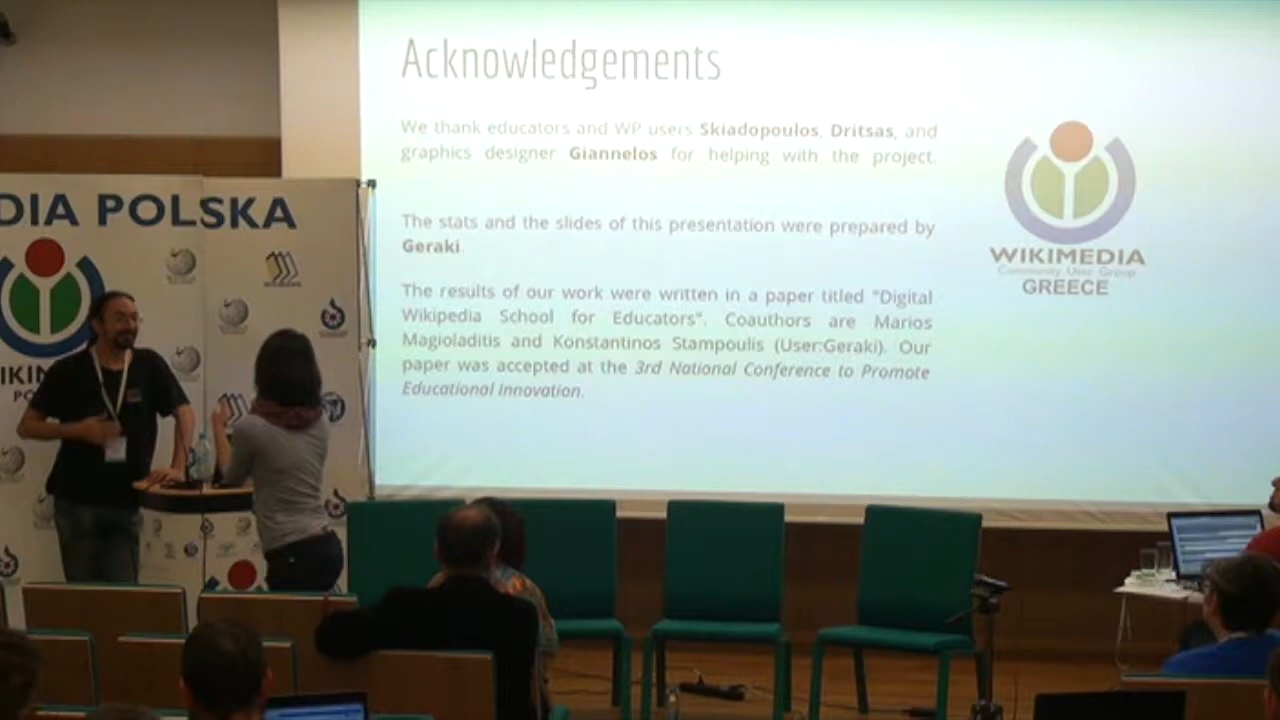 Acknowledgements
We thank educators and WP users Skiadopoulos, Dritsas, and
graphics designer Giannelos for helping with the project.
The stats and the slides of this presentation were prepared by
Geraki.
The results of our work were written in a paper titled "Digital
Wikipedia School for Educators". Coauthors are Marios
Magioladitis and Konstantinos Stampoulis (User:Geraki). Our
paper was accepted at the 3rd National Conference to Promote
Educational Innovation.
WIKIMEDIA
Community User Group
GREECE
DIA POLSKA
IKIM
PO